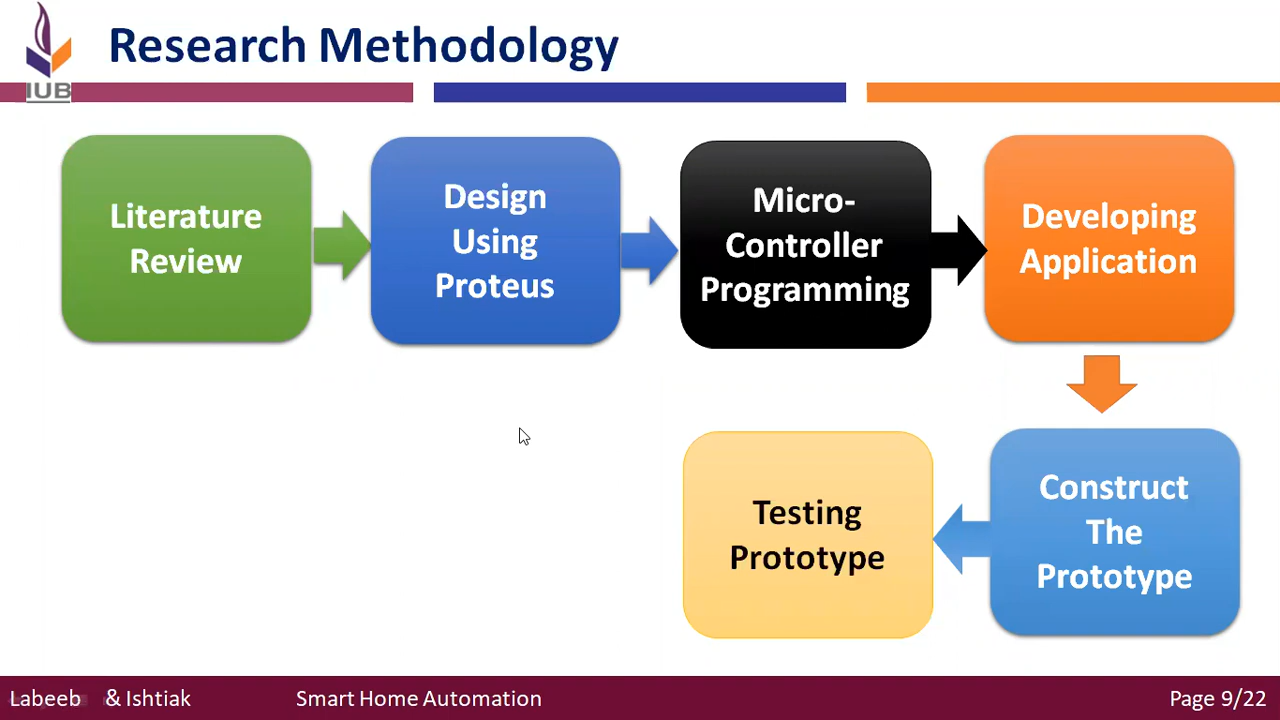 Research Methodology
IUB
Literature
Review
Design
Using
Proteus
Micro-
Controller
Programming
Developing
Application
Construct
The
Prototype
Testing
Prototype
Labeeb & Ishtiak
Smart Home Automation
Page 9/22